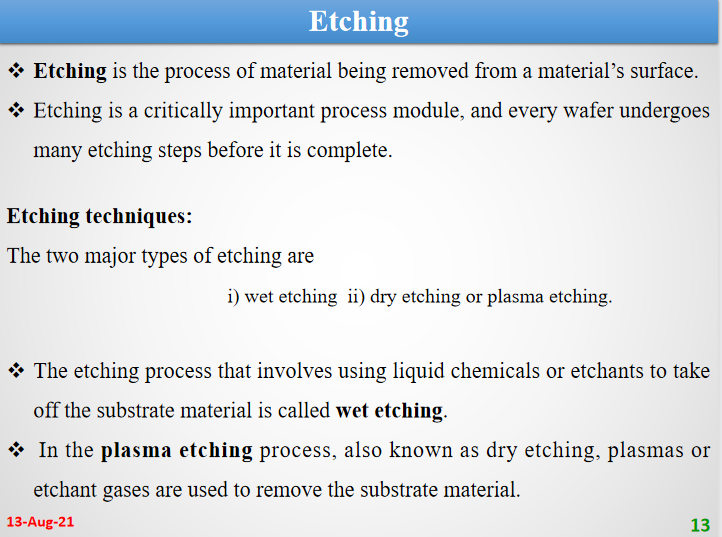 Etching
❖ Etching is the process of material being removed from a material’s surface.
❖ Etching is a critically important process module, and every wafer undergoes
many etching steps before it is complete.
Etching techniques:
The two major types of etching are
i) wet etching ii) dry etching or plasma etching.
❖ The etching process that involves using liquid chemicals or etchants to take
off the substrate material is called wet etching.
❖ In the plasma etching process, also known as dry etching, plasmas or
etchant gases are used to remove the substrate material.
13-Aug-21
13